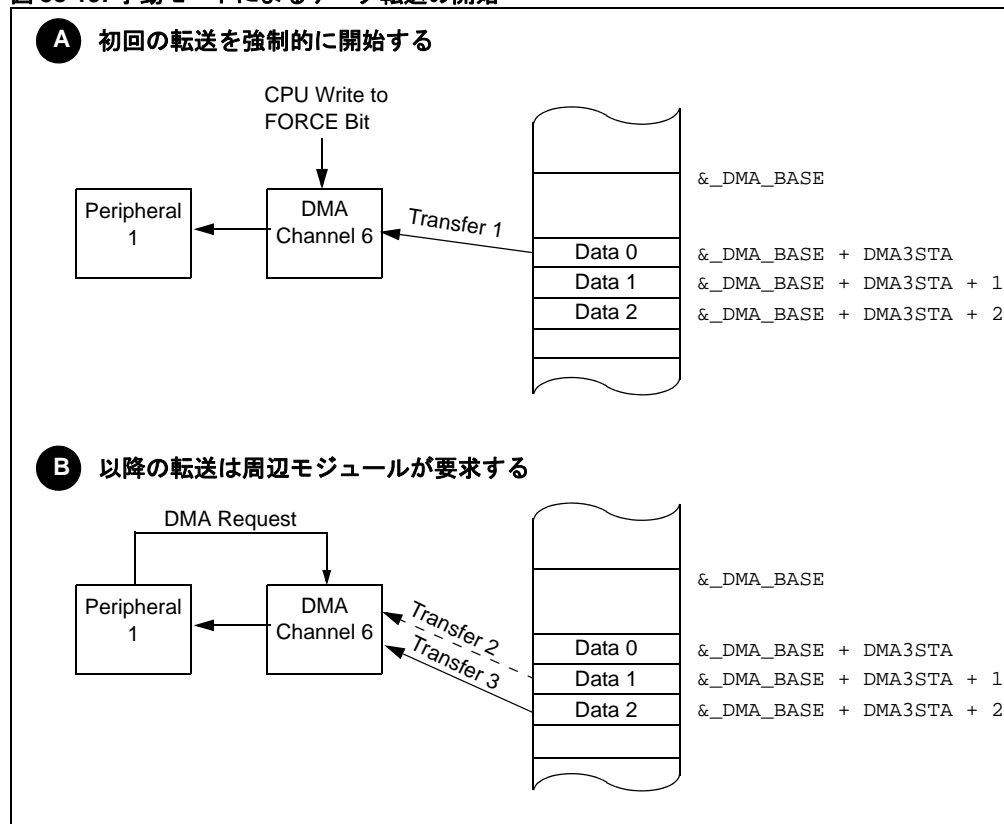 図 手動モードによるデータ転送の開始
A 初回の転送を強制的に開始する
CPU Write to
FORCE Bit
Peripheral
1
DMA
Channel 6
Transfer 1
&_DMA_BASE
Data 0 &_DMA_BASE + DMA3STA
Data 1 &_DMA_BASE + DMA3STA + 1
Data 2 &_DMA_BASE + DMA3STA + 2
B 以降の転送は周辺モジュールが要求する
DMA Request
Peripheral
1
DMA
Channel 6
Transfer 2
Transfer 3
&_DMA_BASE
Data 0 &_DMA_BASE + DMA3STA
Data 1 &_DMA_BASE + DMA3STA + 1
Data 2 &_DMA_BASE + DMA3STA + 2